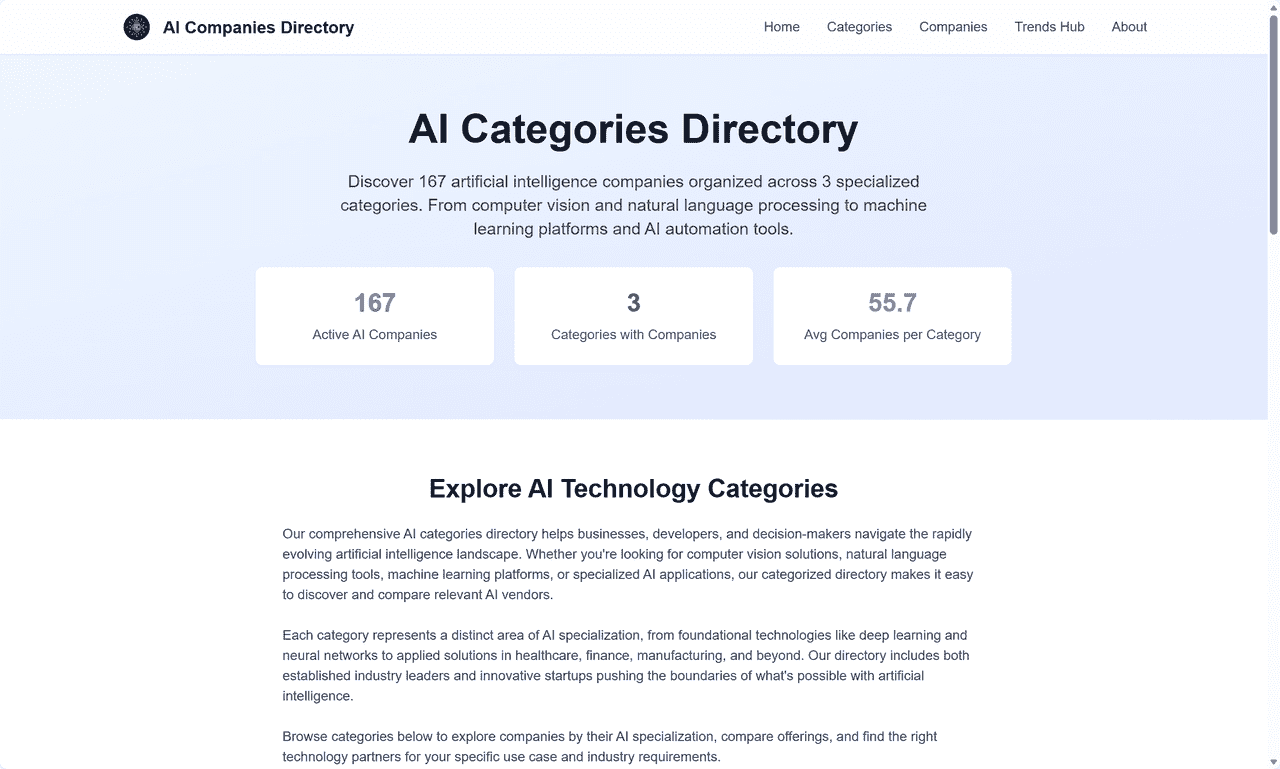 AI Companies Directory
Home
Categories
Companies
Trends Hub
About
AI Categories Directory
Discover 167 artificial intelligence companies organized across 3 specialized
categories. From computer vision and natural language processing to machine
learning platforms and AI automation tools.
167
Active AI Companies
3
Categories with Companies
55.7
Avg Companies per Category
Explore AI Technology Categories
Our comprehensive AI categories directory helps businesses, developers, and decision-makers navigate the rapidly
evolving artificial intelligence landscape. Whether you're looking for computer vision solutions, natural language
processing tools, machine learning platforms, or specialized AI applications, our categorized directory makes it easy
to discover and compare relevant AI vendors.
Each category represents a distinct area of AI specialization, from foundational technologies like deep learning and
neural networks to applied solutions in healthcare, finance, manufacturing, and beyond. Our directory includes both
established industry leaders and innovative startups pushing the boundaries of what's possible with artificial
intelligence.
Browse categories below to explore companies by their AI specialization, compare offerings, and find the right
technology partners for your specific use case and industry requirements.